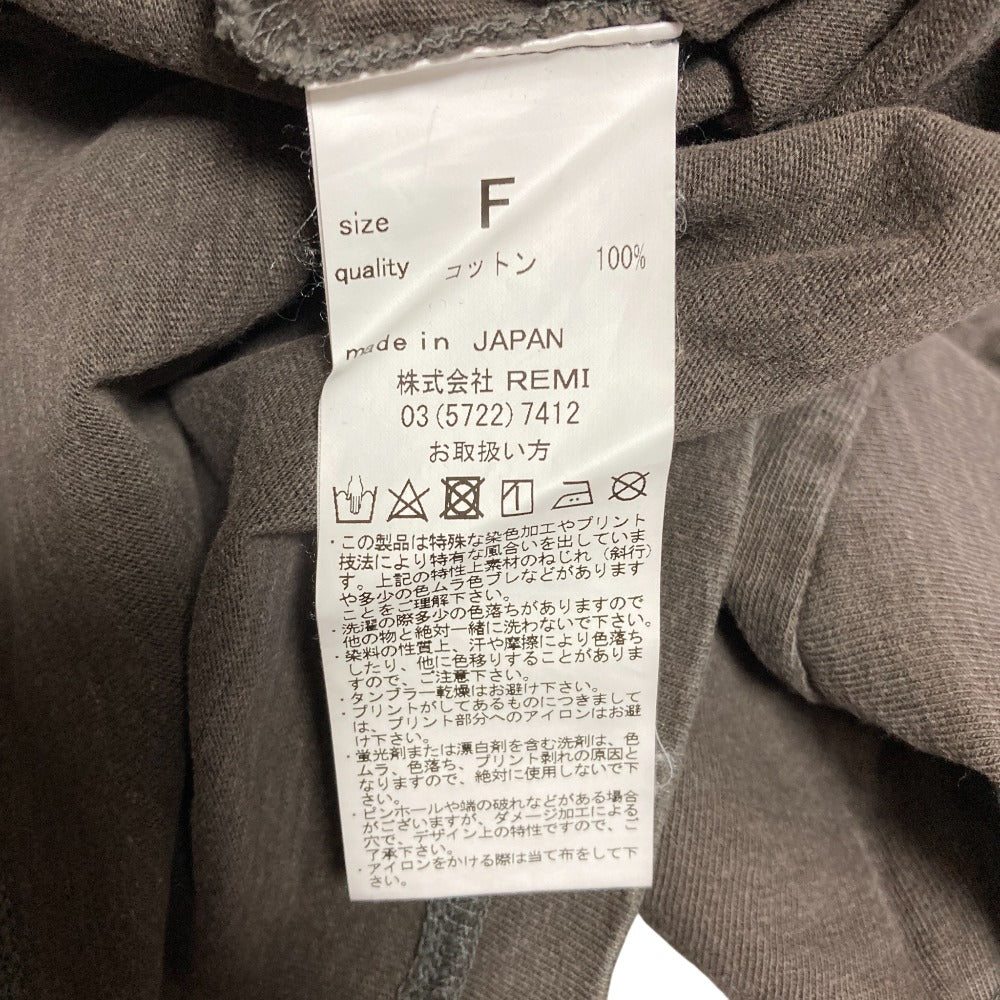 size F
quality コットン 100%
made in JAPAN
株式会社 REMI
03(5722)7412
お取扱い方
・この製品は特殊な染色加工やプリント
技法により特有な風合いを出していま
す。上記の特性上素材のねじれ（斜行）
や多少の色ムラ色ブレなどがあります
ことをご理解下さい。
・洗濯の際多少の色落ちがありますので
他の物と絶対一緒に洗わないで下さい。
・染料の性質上、汗や摩擦により色落ち
したり、他に色移りすることがありま
すので、ご注意下さい。
・タンブラー乾燥はお避け下さい。
・プリントがしてあるものにつきまして
は、プリント部分へのアイロンはお避
け下さい。
・蛍光剤または漂白剤を含む洗剤は、色
ムラ、色落ち、プリント剥れの原因と
なりますので、絶対に使用しないで下
さい。
・ピンホールや端の破れなどがある場合
がございますが、ダメージ加工による
穴で、デザイン上の特性ですので、ご
了承下さい。
・アイロンをかける際は当て布をして下
さい。